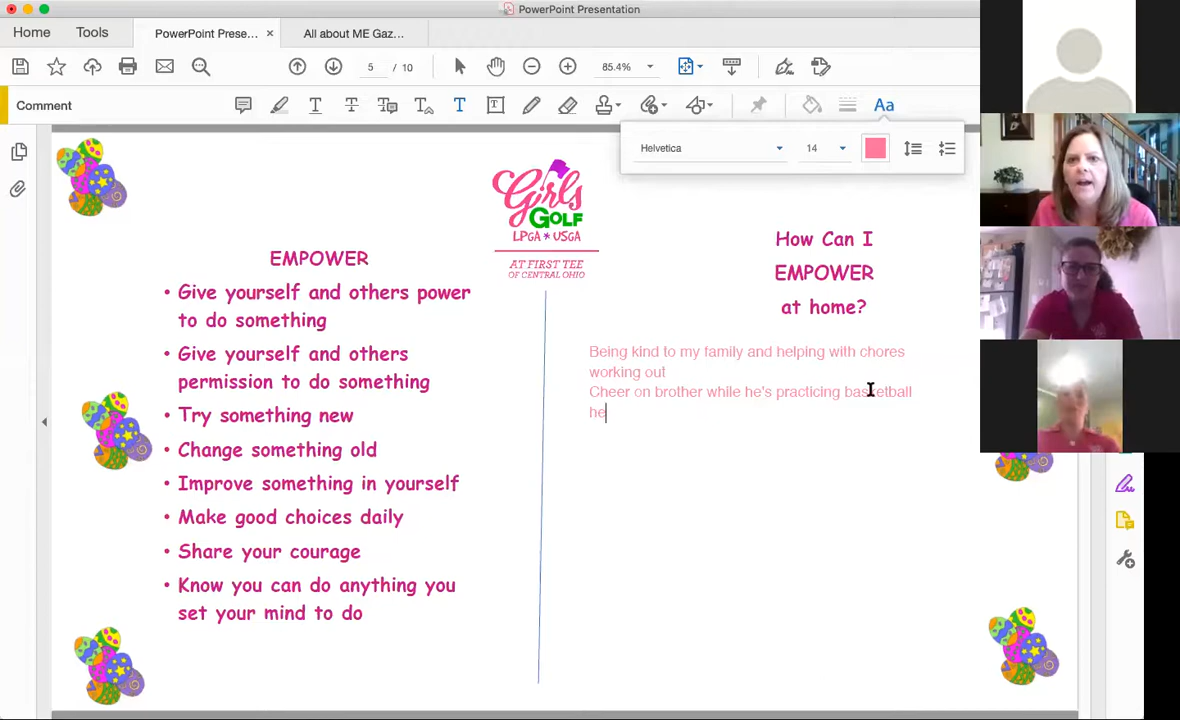 PowerPoint Presentation
Home
Tools
PowerPoint Prese...
All about ME Gaz...
5 / 10
85.4%
Comment
Aa
Helvetica
14
Girls
GOLF
LPGA * USGA
AT FIRST TEE
OF CENTRAL OHIO
EMPOWER
• Give yourself and others power
to do something
• Give yourself and others
permission to do something
• Try something new
• Change something old
• Improve something in yourself
• Make good choices daily
• Share your courage
• Know you can do anything you
set your mind to do
How Can I
EMPOWER
at home?
Being kind to my family and helping with chores
working out
Cheer on brother while he's practicing basketball
he